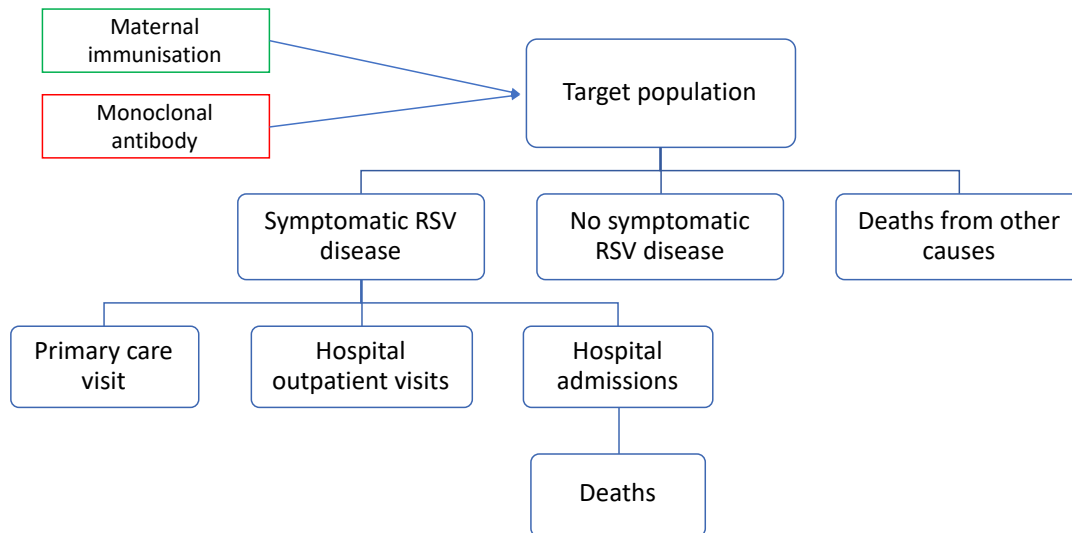 Maternal
immunisation
Monoclonal
antibody
Target population
Symptomatic RSV
disease
No symptomatic
RSV disease
Deaths from other
causes
Primary care
visit
Hospital
outpatient visits
Hospital
admissions
Deaths